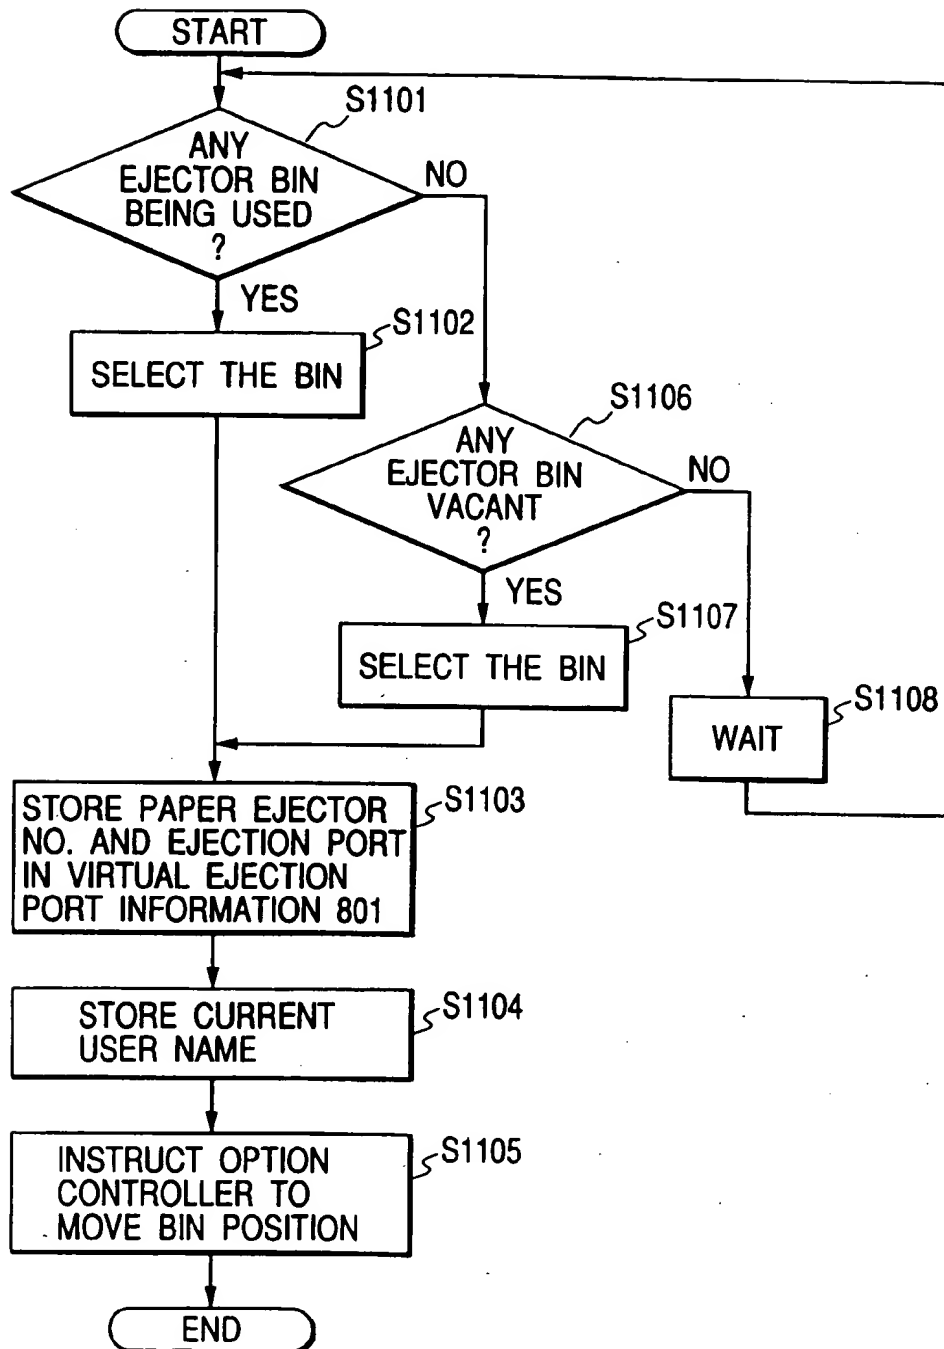 START
S1101
ANY
EJECTOR BIN
BEING USED
?
NO
YES
S1102
SELECT THE BIN
S1106
ANY
EJECTOR BIN
VACANT
?
NO
YES
S1107
SELECT THE BIN
S1108
WAIT
S1103
STORE PAPER EJECTOR
NO. AND EJECTION PORT
IN VIRTUAL EJECTION
PORT INFORMATION 801
S1104
STORE CURRENT
USER NAME
S1105
INSTRUCT OPTION
CONTROLLER TO
MOVE BIN POSITION
END